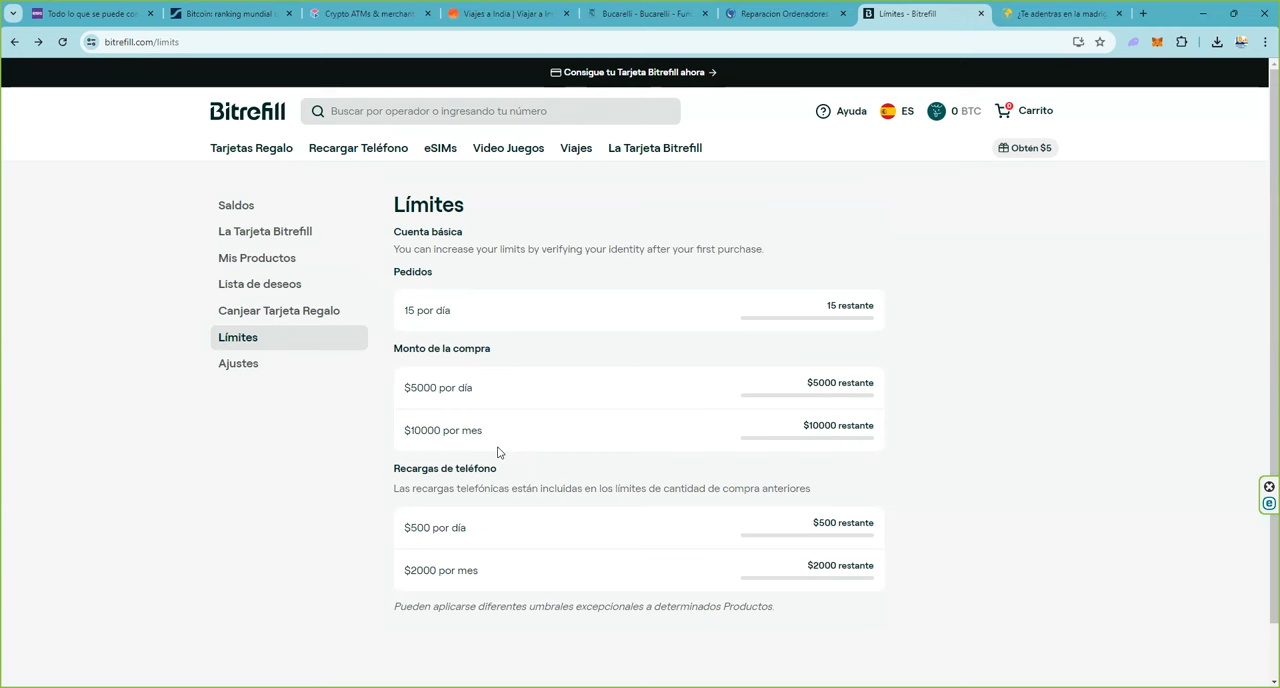 Todo lo que se puede con
Bitcoin: ranking mundial
Crypto ATMs & merchant
Viajes a India | Viajar a In
Bucarelli – Bucarelli – Fun
Reparacion Ordenadores
Límites - Bitrefill
¿Te adentras en la madrig
bitrefill.com/limits
Consigue tu Tarjeta Bitrefill ahora →
Bitrefill
Buscar por operador o ingresando tu número
Ayuda
ES
0 BTC
0
Carrito
Tarjetas Regalo
Recargar Teléfono
eSIMs
Video Juegos
Viajes
La Tarjeta Bitrefill
Obtén $5
Saldos
La Tarjeta Bitrefill
Mis Productos
Lista de deseos
Canjear Tarjeta Regalo
Límites
Ajustes
Límites
Cuenta básica
You can increase your limits by verifying your identity after your first purchase.
Pedidos
15 por día
15 restante
Monto de la compra
$5000 por día
$5000 restante
$10000 por mes
$10000 restante
Recargas de teléfono
Las recargas telefónicas están incluidas en los límites de cantidad de compra anteriores
$500 por día
$500 restante
$2000 por mes
$2000 restante
Pueden aplicarse diferentes umbrales excepcionales a determinados Productos.